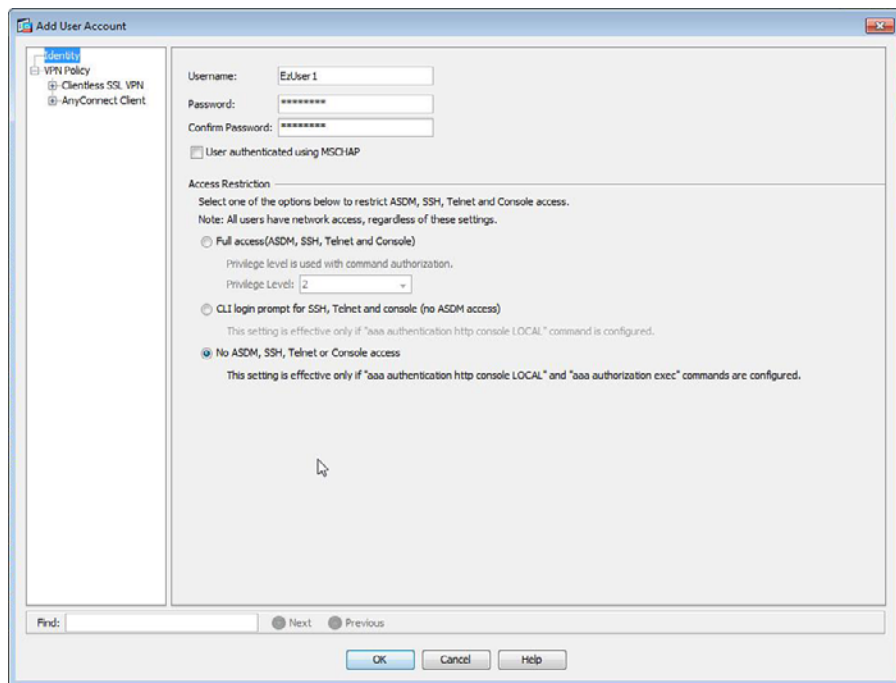 Add User Account
Identity
VPN Policy
Clientless SSL VPN
AnyConnect Client
Username: EzUser1
Password: ********
Confirm Password: ********
User authenticated using MSCHAP
Access Restriction
Select one of the options below to restrict ASDM, SSH, Telnet and Console access.
Note: All users have network access, regardless of these settings.
Full access(ASDM, SSH, Telnet and Console)
Privilege level is used with command authorization.
Privilege Level: 2
CLI login prompt for SSH, Telnet and console (no ASDM access)
This setting is effective only if "aaa authentication http console LOCAL" command is configured.
No ASDM, SSH, Telnet or Console access
This setting is effective only if "aaa authentication http console LOCAL" and "aaa authorization exec" commands are configured.
Find: Next Previous
OK Cancel Help